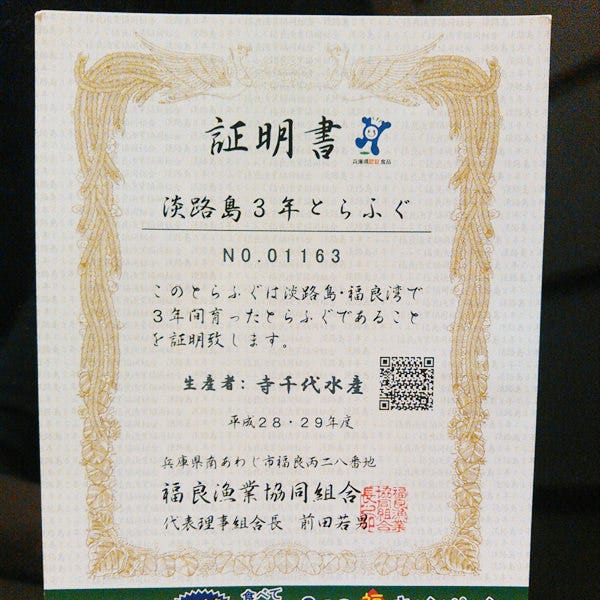 証明書
兵庫県認証食品
淡路島3年とらふぐ
NO.01163
このとらふぐは淡路島・福良湾で
3年間育ったとらふぐであること
を証明致します。
生産者:寺千代水産
平成28・29年度
兵庫県南あわじ市福良丙二八番地
福良漁業協同組合
代表理事組合長 前田若男
食べて